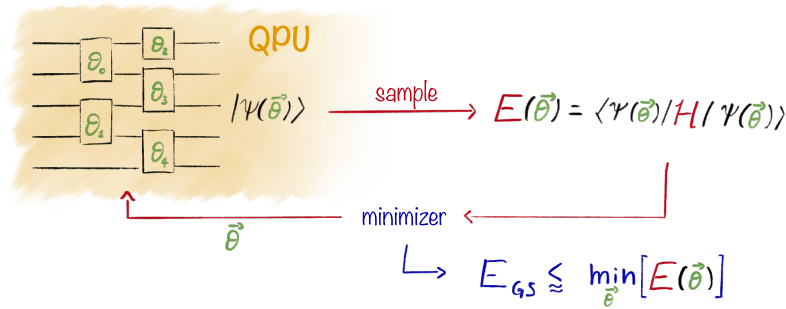 QPU
θ₀ θ₂
θ₁ θ₃
θ₄
|Ψ(θ⃗)⟩
sample
E(θ⃗) = ⟨Ψ(θ⃗)/H/Ψ(θ⃗)⟩
θ⃗
minimizer
E_GS ≦ min_θ⃗ [E(θ⃗)]